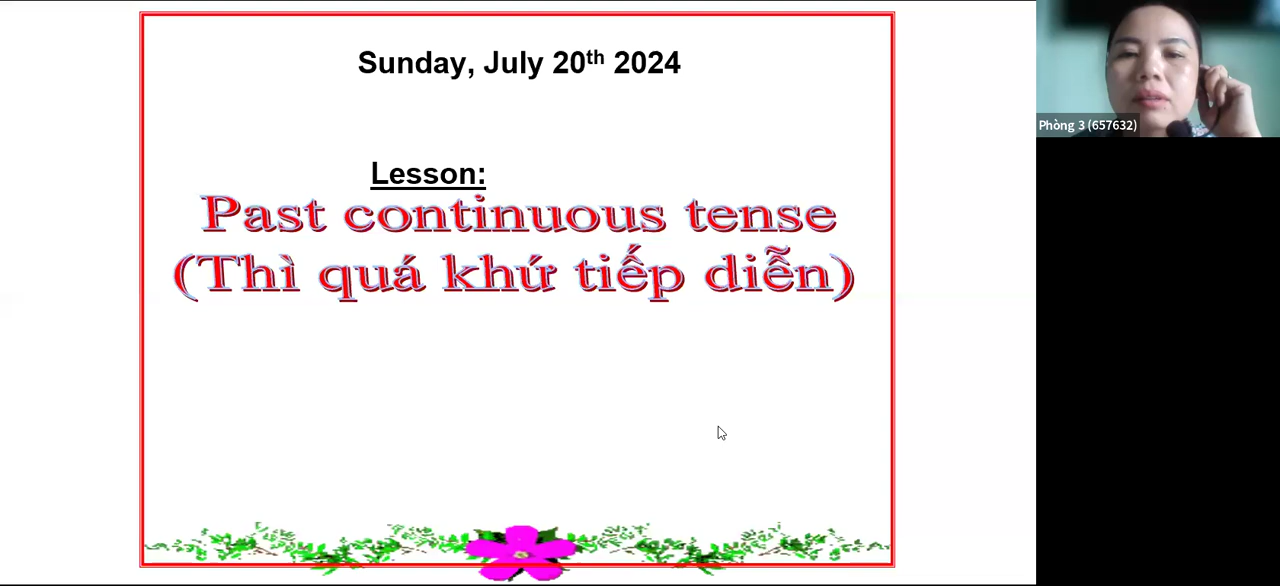 Sunday, July 20th 2024
Lesson:
Past continuous tense
(Thì quá khứ tiếp diễn)
Phòng 3 (657632)